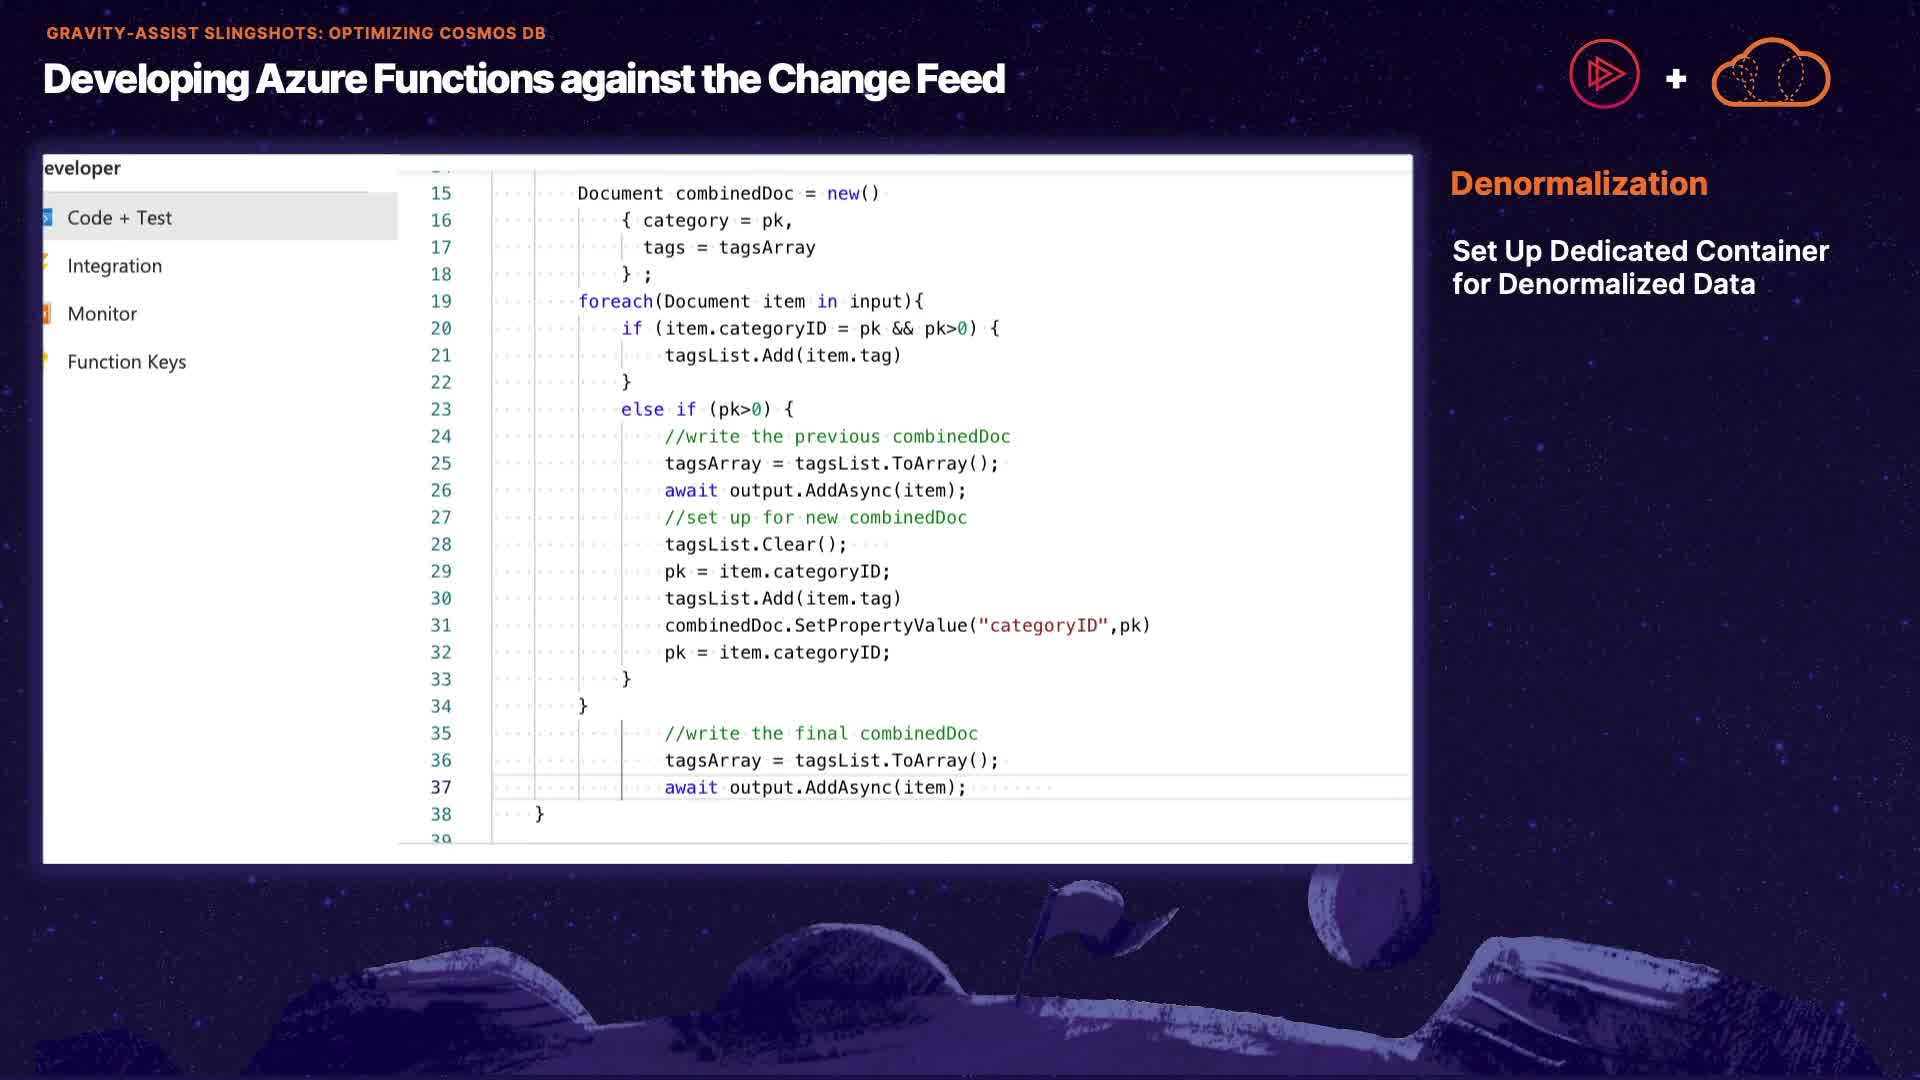 GRAVITY-ASSIST SLINGSHOTS: OPTIMIZING COSMOS DB
Developing Azure Functions against the Change Feed
eveloper
Code + Test
Integration
Monitor
Function Keys
15 Document combinedDoc = new()
16 { category = pk,
17 tags = tagsArray
18 } ;
19 foreach(Document item in input){
20 if (item.categoryID = pk && pk>0) {
21 tagsList.Add(item.tag)
22 }
23 else if (pk>0) {
24 //write the previous combinedDoc
25 tagsArray = tagsList.ToArray();
26 await output.AddAsync(item);
27 //set up for new combinedDoc
28 tagsList.Clear();
29 pk = item.categoryID;
30 tagsList.Add(item.tag)
31 combinedDoc.SetPropertyValue("categoryID",pk)
32 pk = item.categoryID;
33 }
34 }
35 //write the final combinedDoc
36 tagsArray = tagsList.ToArray();
37 await output.AddAsync(item);
38 }
39
Denormalization
Set Up Dedicated Container
for Denormalized Data